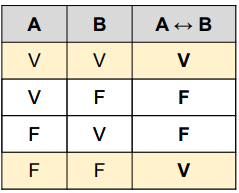 A B A ↔ B
V V V
V F F
F V F
F F V